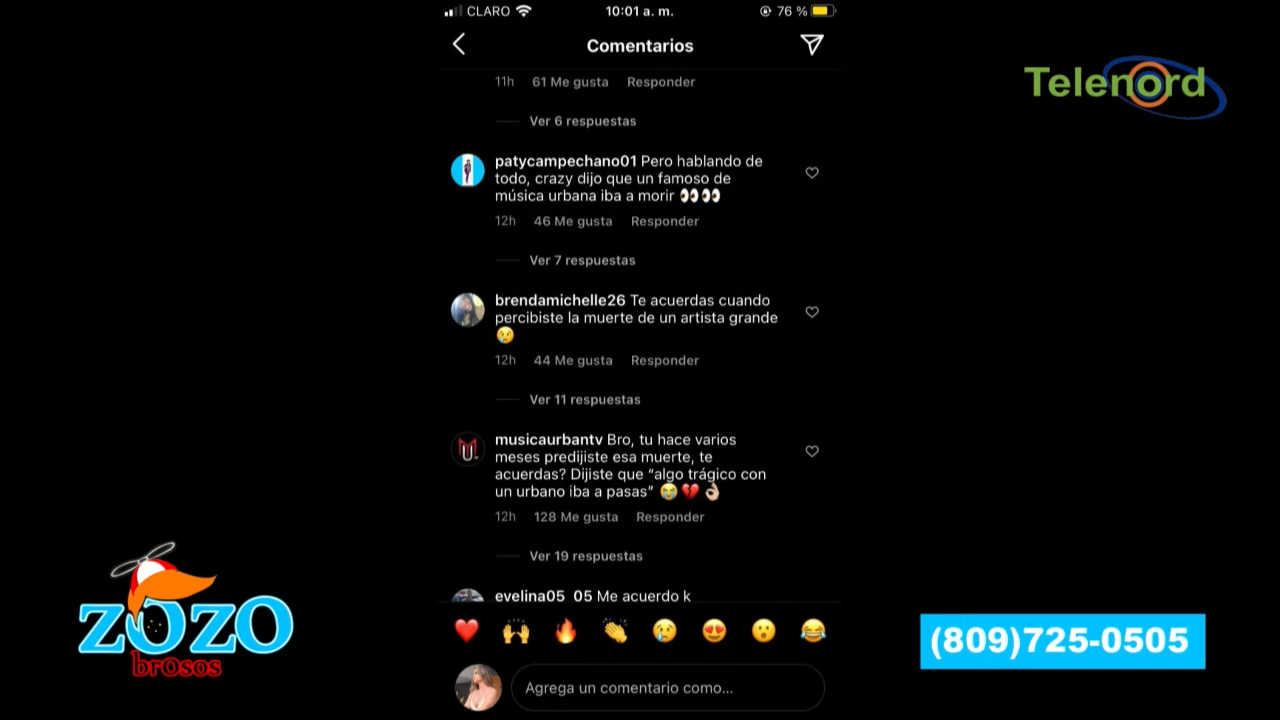 CLARO 10:01 a. m. 76 %
Comentarios
Telenord
11h 61 Me gusta Responder
Ver 6 respuestas
patycampechano01 Pero hablando de
todo, crazy dijo que un famoso de
música urbana iba a morir 👀👀
12h 46 Me gusta Responder
Ver 7 respuestas
brendamichelle26 Te acuerdas cuando
percibiste la muerte de un artista grande
😢
12h 44 Me gusta Responder
Ver 11 respuestas
musicaurbantv Bro, tu hace varios
meses predijiste esa muerte, te
acuerdas? Dijiste que “algo trágico con
un urbano iba a pasas” 😭💔👌🏼
12h 128 Me gusta Responder
Ver 19 respuestas
evelina05_05 Me acuerdo k
❤️🙌🔥👏😢😍😮😂
Agrega un comentario como...
ZOZO
brOsos
(809)725-0505